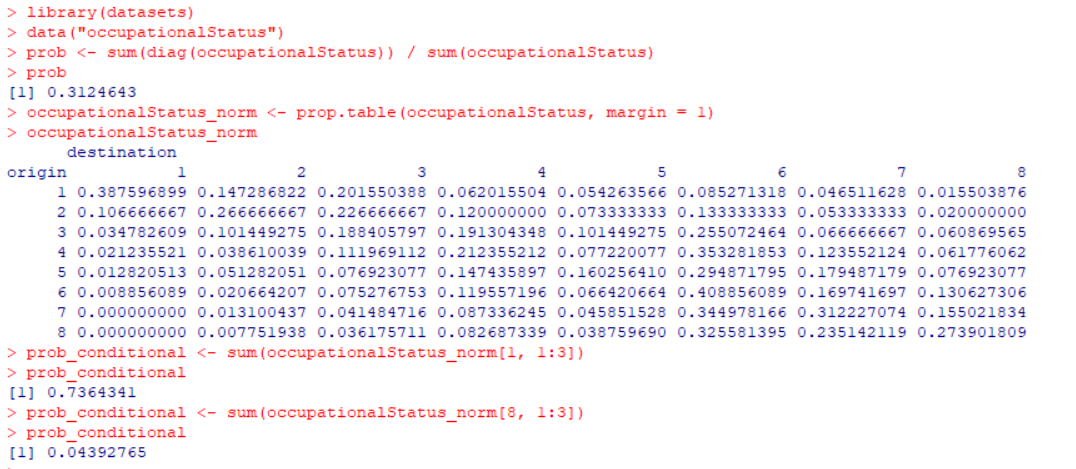 > library(datasets)
> data("occupationalStatus")
> prob <- sum(diag(occupationalStatus)) / sum(occupationalStatus)
> prob
[1] 0.3124643
> occupationalStatus_norm <- prop.table(occupationalStatus, margin = 1)
> occupationalStatus_norm
      destination
origin           1           2           3           4           5           6           7           8
     1 0.387596899 0.147286822 0.201550388 0.062015504 0.054263566 0.085271318 0.046511628 0.015503876
     2 0.106666667 0.266666667 0.226666667 0.120000000 0.073333333 0.133333333 0.053333333 0.020000000
     3 0.034782609 0.101449275 0.188405797 0.191304348 0.101449275 0.255072464 0.066666667 0.060869565
     4 0.021235521 0.038610039 0.111969112 0.212355212 0.077220077 0.353281853 0.123552124 0.061776062
     5 0.012820513 0.051282051 0.076923077 0.147435897 0.160256410 0.294871795 0.179487179 0.076923077
     6 0.008856089 0.020664207 0.075276753 0.119557196 0.066420664 0.408856089 0.169741697 0.130627306
     7 0.000000000 0.013100437 0.041484716 0.087336245 0.045851528 0.344978166 0.312227074 0.155021834
     8 0.000000000 0.007751938 0.036175711 0.082687339 0.038759690 0.325581395 0.235142119 0.273901809
> prob_conditional <- sum(occupationalStatus_norm[1, 1:3])
> prob_conditional
[1] 0.7364341
> prob_conditional <- sum(occupationalStatus_norm[8, 1:3])
> prob_conditional
[1] 0.04392765